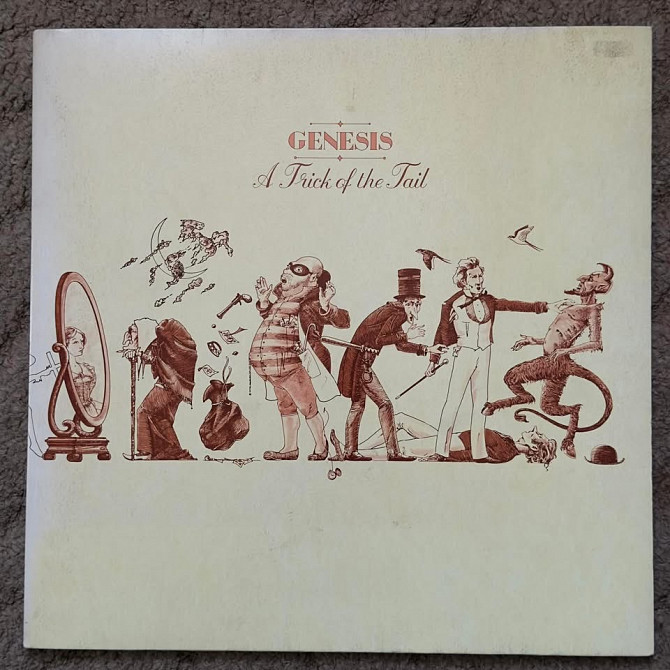 GENESIS
A Trick of the Tail